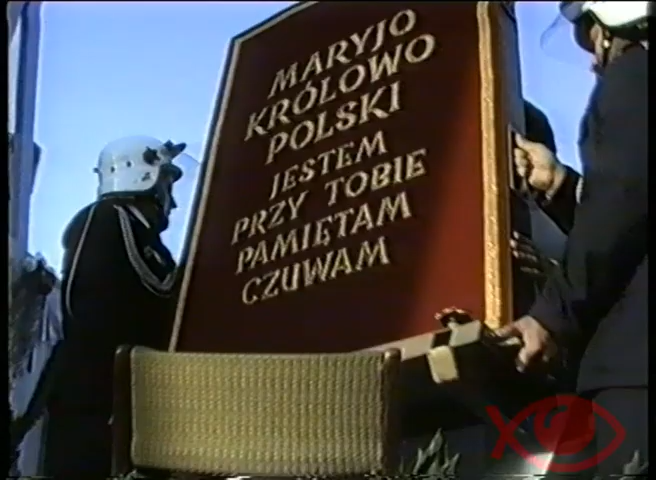 MARYJO
KRÓLOWO
POLSKI
JESTEM
PRZY TOBIE
PAMIĘTAM
CZUWAM